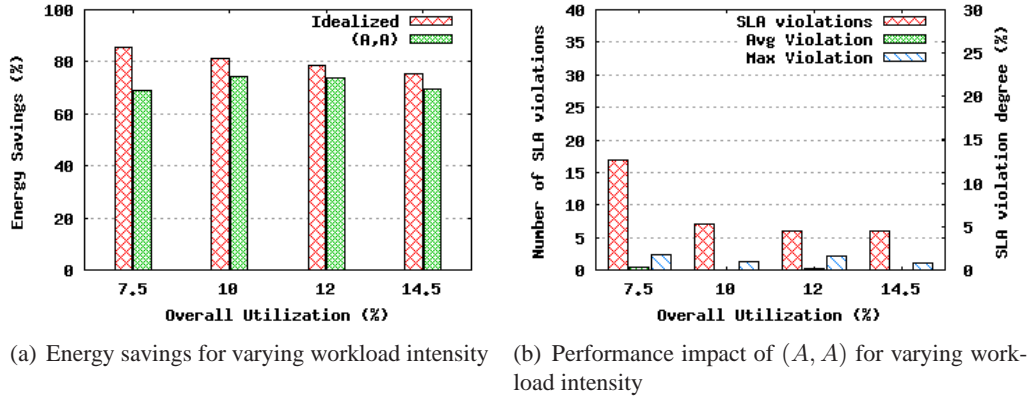 100
80
60
40
20
0
Energy Savings (%)
Idealized
(A,A)
7.5 10 12 14.5
Overall Utilization (%)
(a) Energy savings for varying workload intensity
40
35
30
25
20
15
10
5
0
Number of SLA violations
SLA violations
Avg Violation
Max Violation
30
25
20
15
10
5
0
SLA violation degree (%)
7.5 10 12 14.5
Overall Utilization (%)
(b) Performance impact of (A, A) for varying work-
load intensity